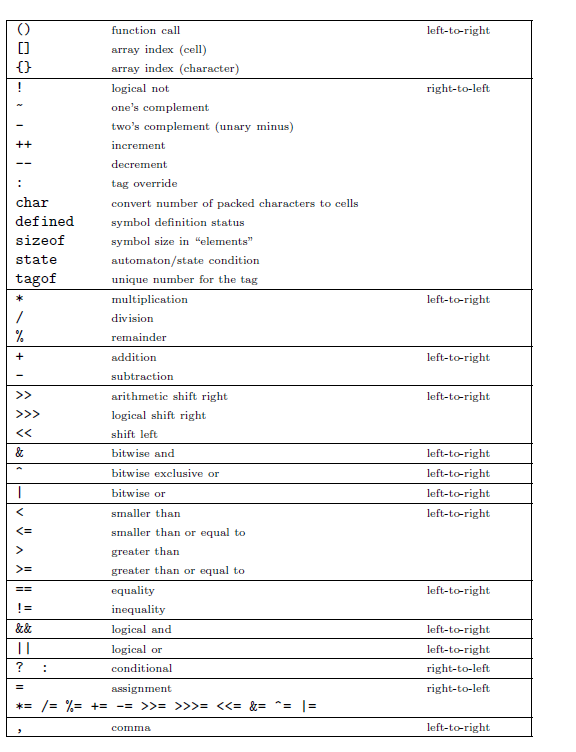 () function call left-to-right
[] array index (cell)
{} array index (character)
! logical not right-to-left
~ one's complement
- two's complement (unary minus)
++ increment
-- decrement
: tag override
char convert number of packed characters to cells
defined symbol definition status
sizeof symbol size in “elements”
state automaton/state condition
tagof unique number for the tag
* multiplication left-to-right
/ division
% remainder
+ addition left-to-right
- subtraction
>> arithmetic shift right left-to-right
>>> logical shift right
<< shift left
& bitwise and left-to-right
^ bitwise exclusive or left-to-right
| bitwise or left-to-right
< smaller than left-to-right
<= smaller than or equal to
> greater than
>= greater than or equal to
== equality left-to-right
!= inequality
&& logical and left-to-right
|| logical or left-to-right
? : conditional right-to-left
= assignment right-to-left
*= /= %= += -= >>= >>>= <<= &= ^= |=
, comma left-to-right